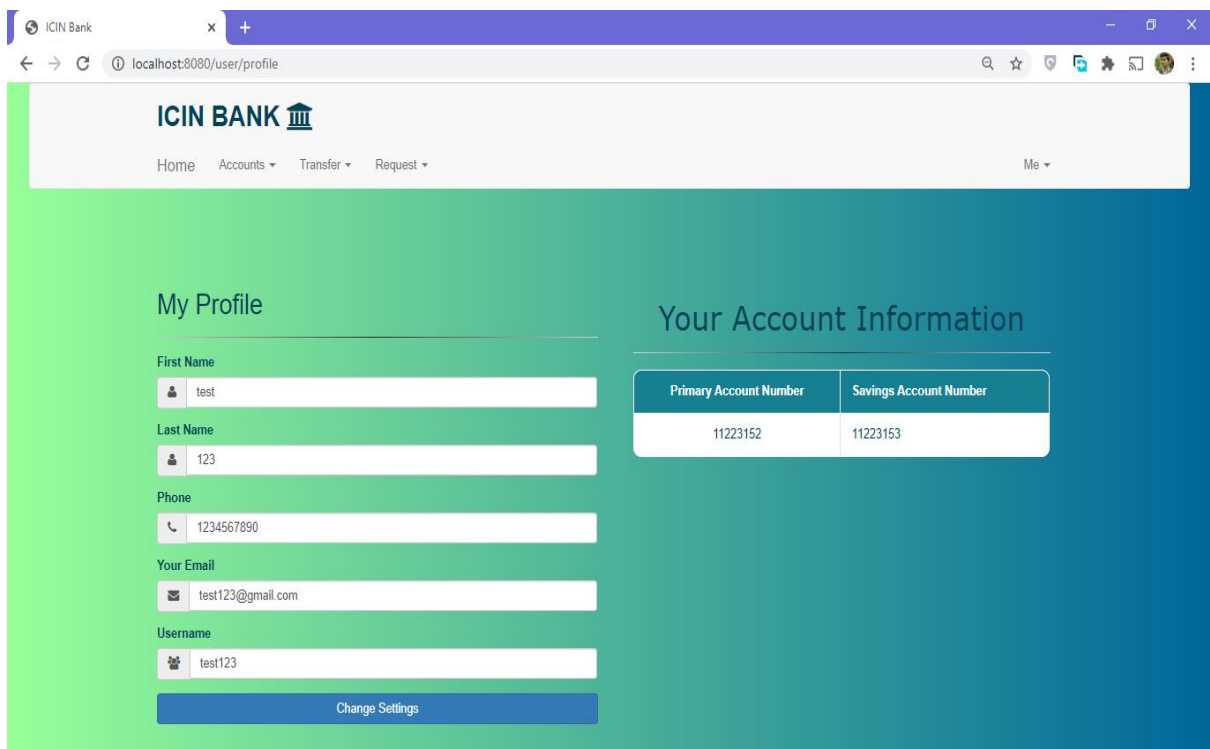 ICIN Bank
localhost:8080/user/profile
ICIN BANK
Home Accounts Transfer Request Me
My Profile
First Name
test
Last Name
123
Phone
1234567890
Your Email
test123@gmail.com
Username
test123
Change Settings
Your Account Information
Primary Account Number Savings Account Number
11223152 11223153